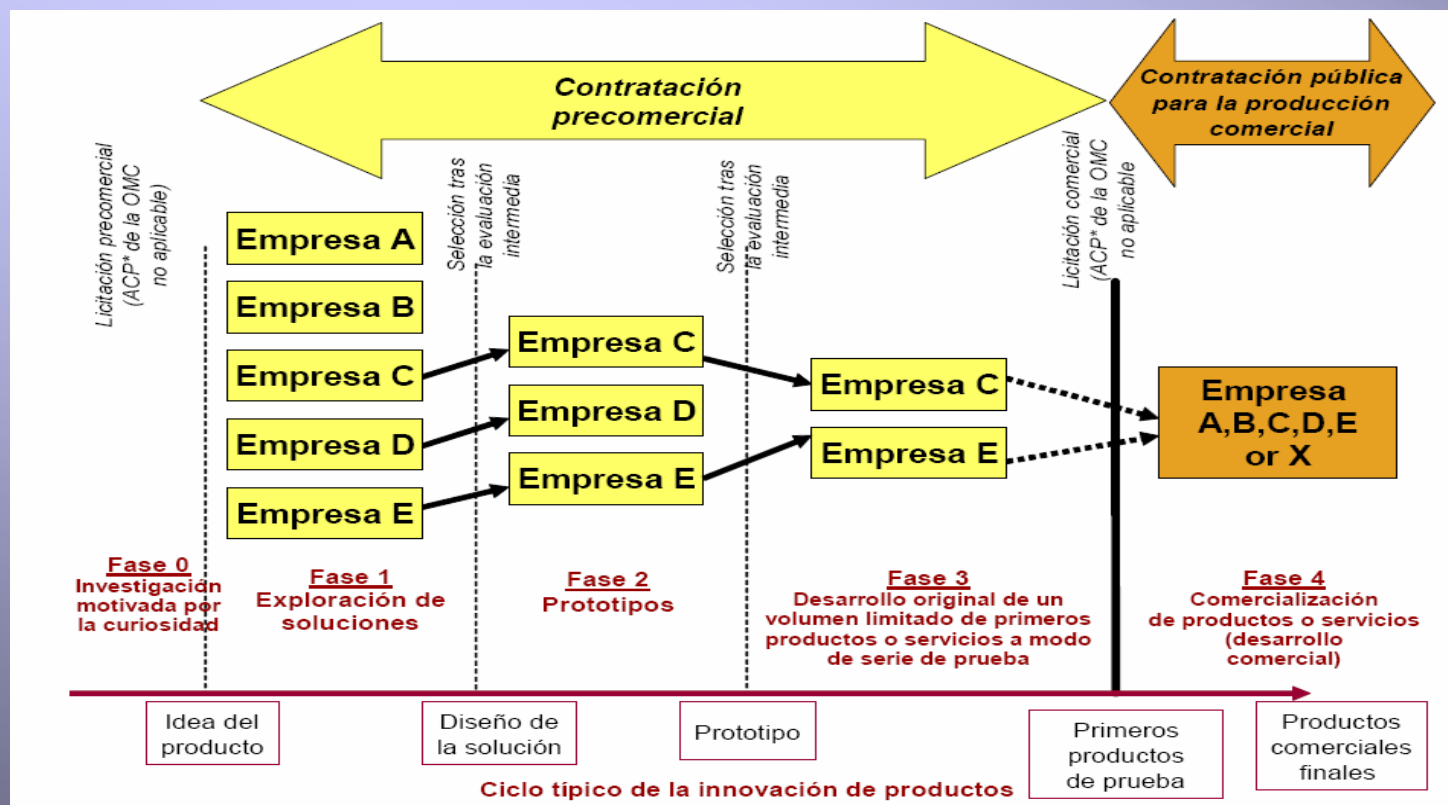 Contratación
precomercial
Contratación pública
para la producción
comercial
Licitación precomercial
(ACP* de la OMC
no aplicable)
Selección tras
la evaluación
intermedia
Selección tras
la evaluación
intermedia
Licitación comercial
(ACP* de la OMC
no aplicable
Empresa A
Empresa B
Empresa C
Empresa D
Empresa E
Empresa C
Empresa D
Empresa E
Empresa C
Empresa E
Empresa
A,B,C,D,E
or X
Fase 0
Investigación
motivada por
la curiosidad
Fase 1
Exploración de
soluciones
Fase 2
Prototipos
Fase 3
Desarrollo original de un
volumen limitado de primeros
productos o servicios a modo
de serie de prueba
Fase 4
Comercialización
de productos o servicios
(desarrollo
comercial)
Idea del
producto
Diseño de
la solución
Prototipo
Primeros
productos
de prueba
Productos
comerciales
finales
Ciclo típico de la innovación de productos